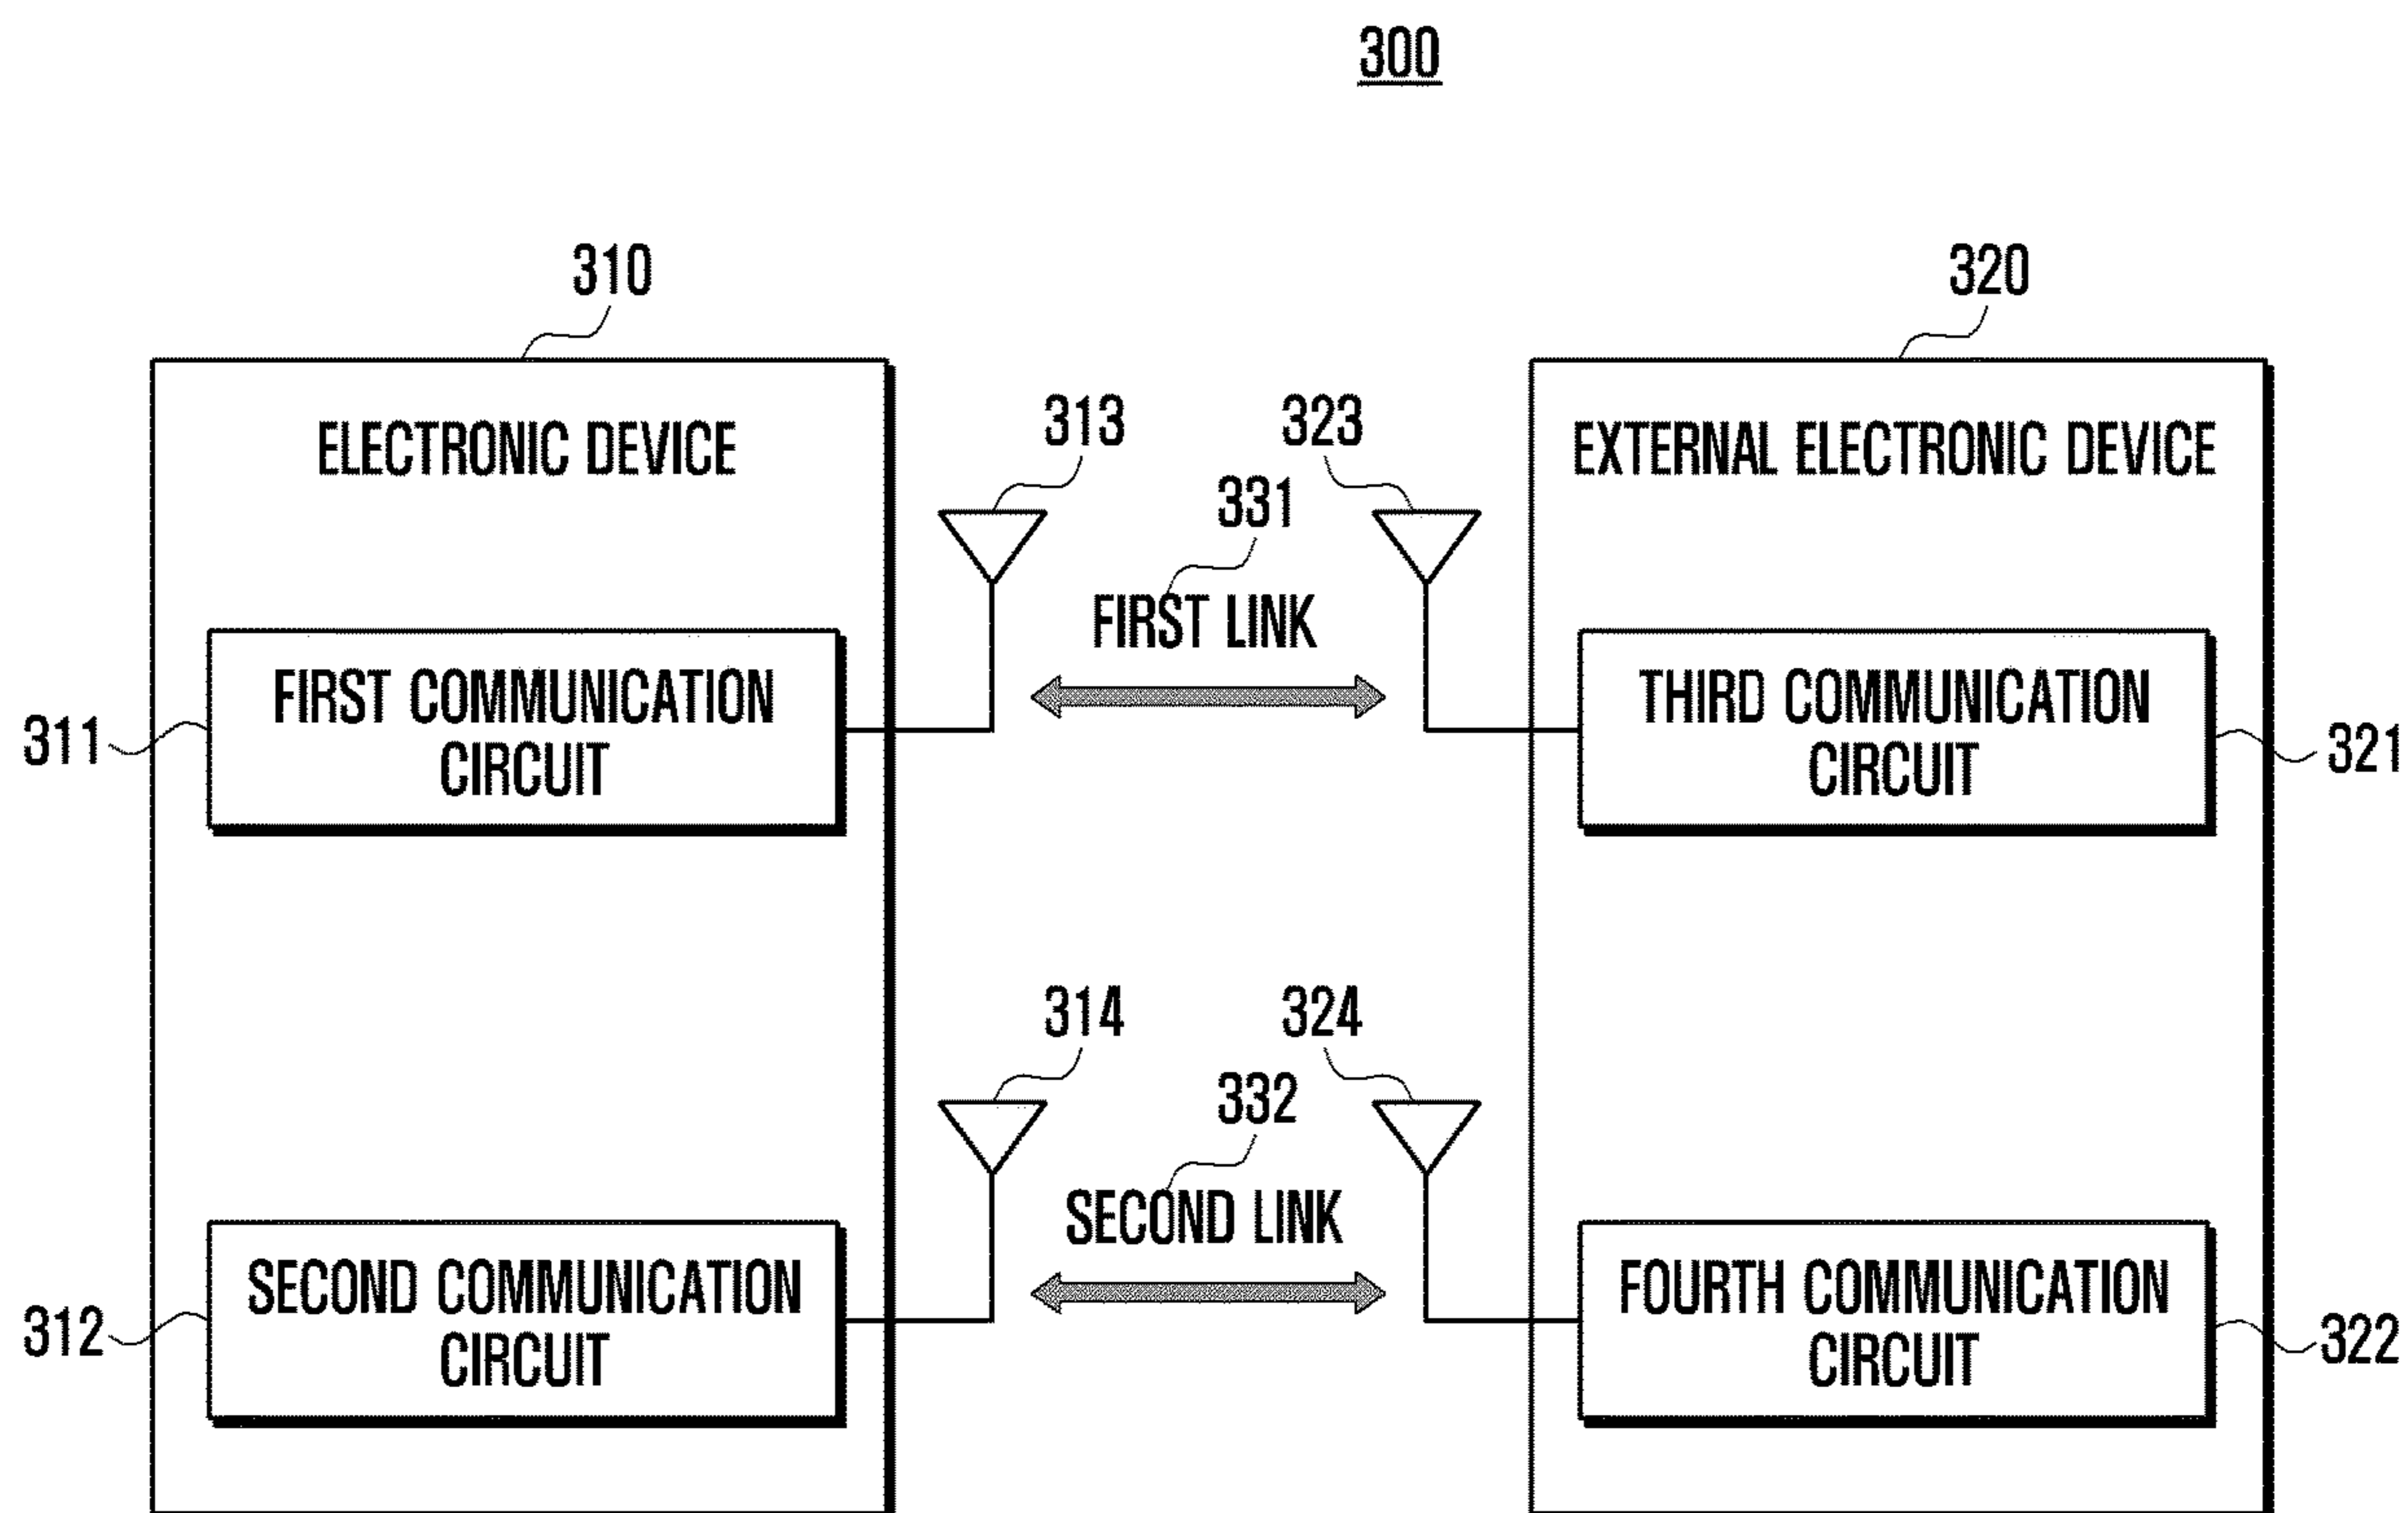 300
310
320
ELECTRONIC DEVICE
313
323
EXTERNAL ELECTRONIC DEVICE
331
FIRST LINK
FIRST COMMUNICATION
CIRCUIT
311
THIRD COMMUNICATION
CIRCUIT
321
314
324
332
SECOND LINK
SECOND COMMUNICATION
CIRCUIT
312
FOURTH COMMUNICATION
CIRCUIT
322